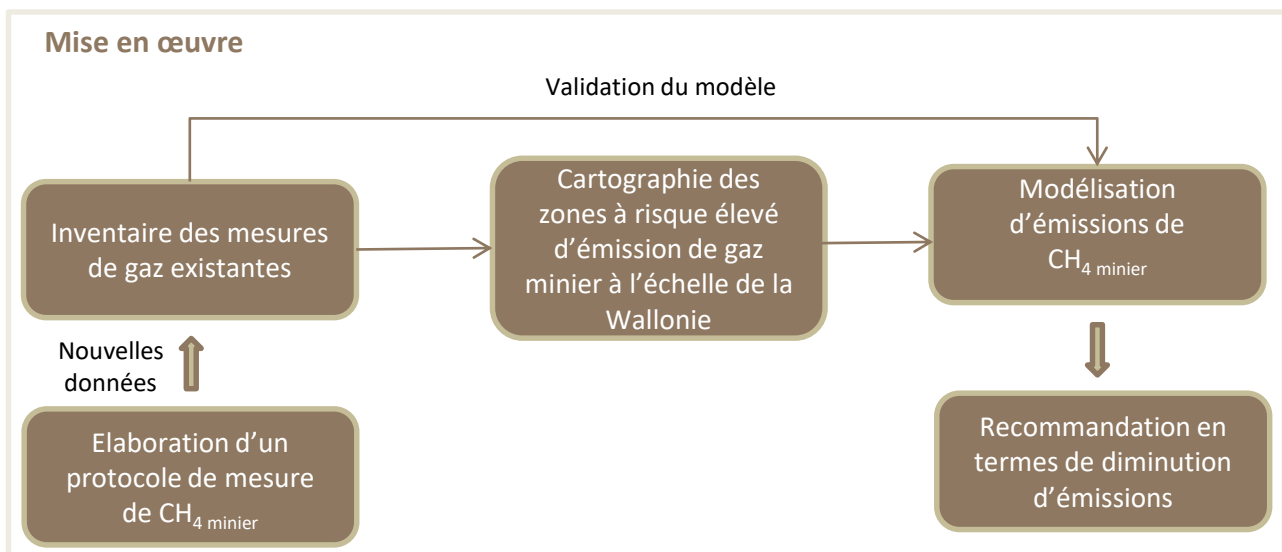 Mise en œuvre
Validation du modèle
Inventaire des mesures
de gaz existantes
Cartographie des
zones à risque élevé
d'émission de gaz
minier à l'échelle de la
Wallonie
Modélisation
d'émissions de
CH₄ minier
Nouvelles
données
Elaboration d'un
protocole de mesure
de CH₄ minier
Recommandation en
termes de diminution
d'émissions